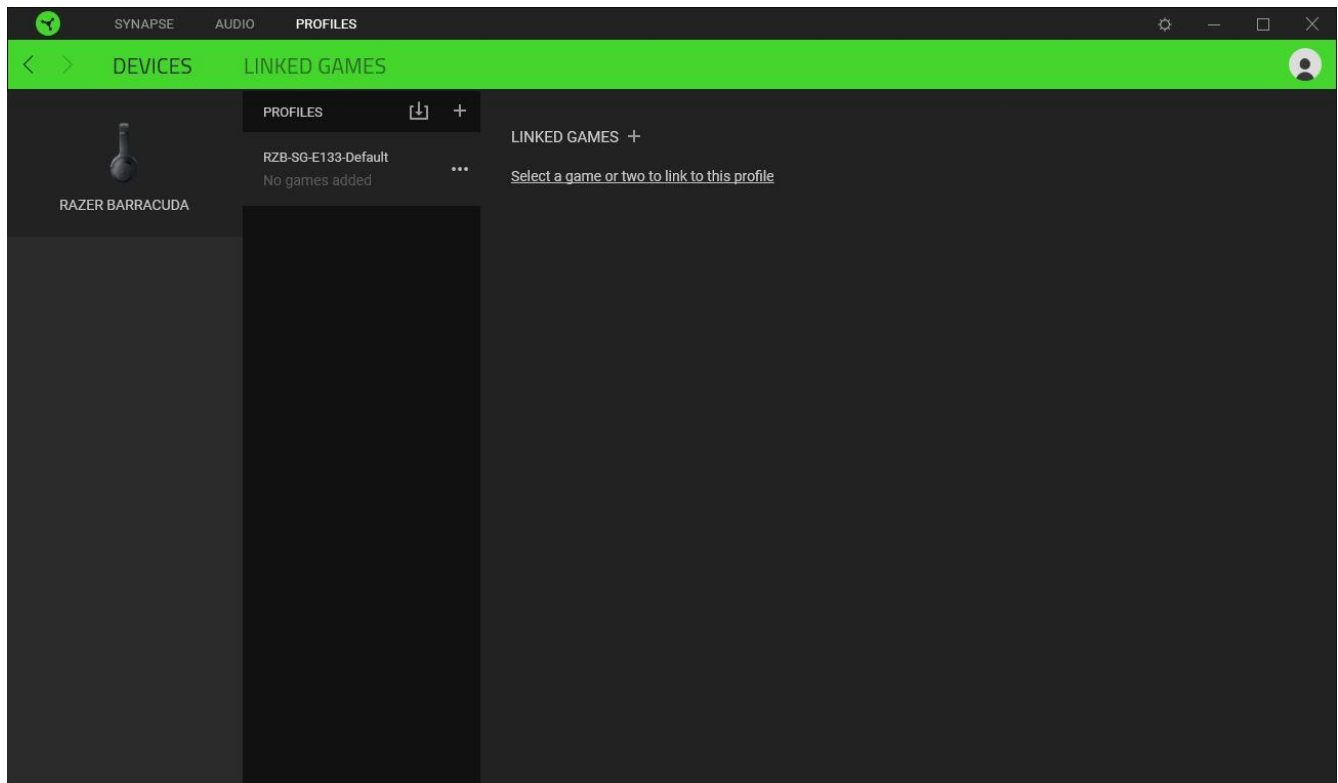 SYNAPSE AUDIO PROFILES
DEVICES LINKED GAMES
PROFILES
LINKED GAMES
RZB-SG-E133-Default
No games added
Select a game or two to link to this profile
RAZER BARRACUDA